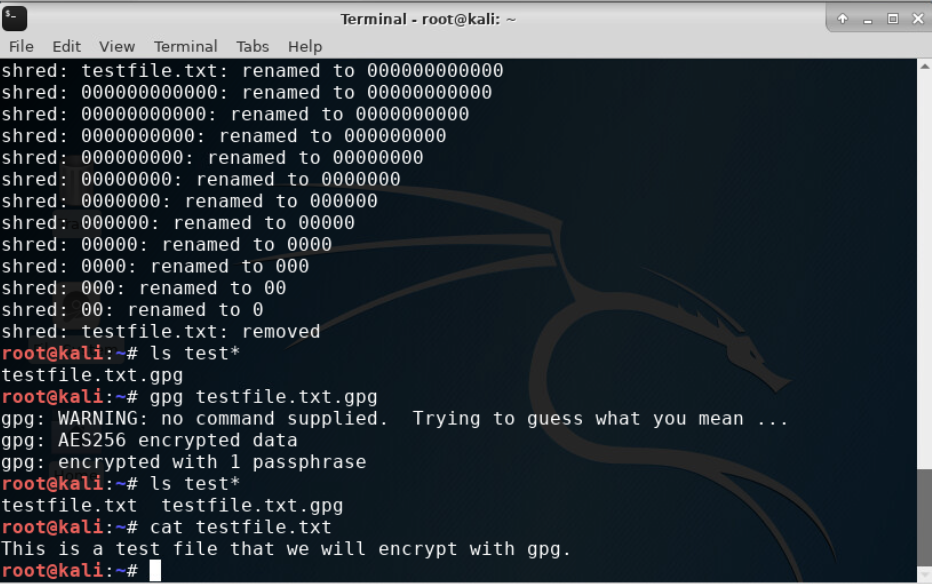 Terminal - root@kali: ~
File Edit View Terminal Tabs Help
shred: testfile.txt: renamed to 000000000000
shred: 000000000000: renamed to 00000000000
shred: 00000000000: renamed to 0000000000
shred: 0000000000: renamed to 000000000
shred: 000000000: renamed to 00000000
shred: 00000000: renamed to 0000000
shred: 0000000: renamed to 000000
shred: 000000: renamed to 00000
shred: 00000: renamed to 0000
shred: 0000: renamed to 000
shred: 000: renamed to 00
shred: 00: renamed to 0
shred: testfile.txt: removed
root@kali:~# ls test*
testfile.txt.gpg
root@kali:~# gpg testfile.txt.gpg
gpg: WARNING: no command supplied.  Trying to guess what you mean ...
gpg: AES256 encrypted data
gpg: encrypted with 1 passphrase
root@kali:~# ls test*
testfile.txt  testfile.txt.gpg
root@kali:~# cat testfile.txt
This is a test file that we will encrypt with gpg.
root@kali:~#